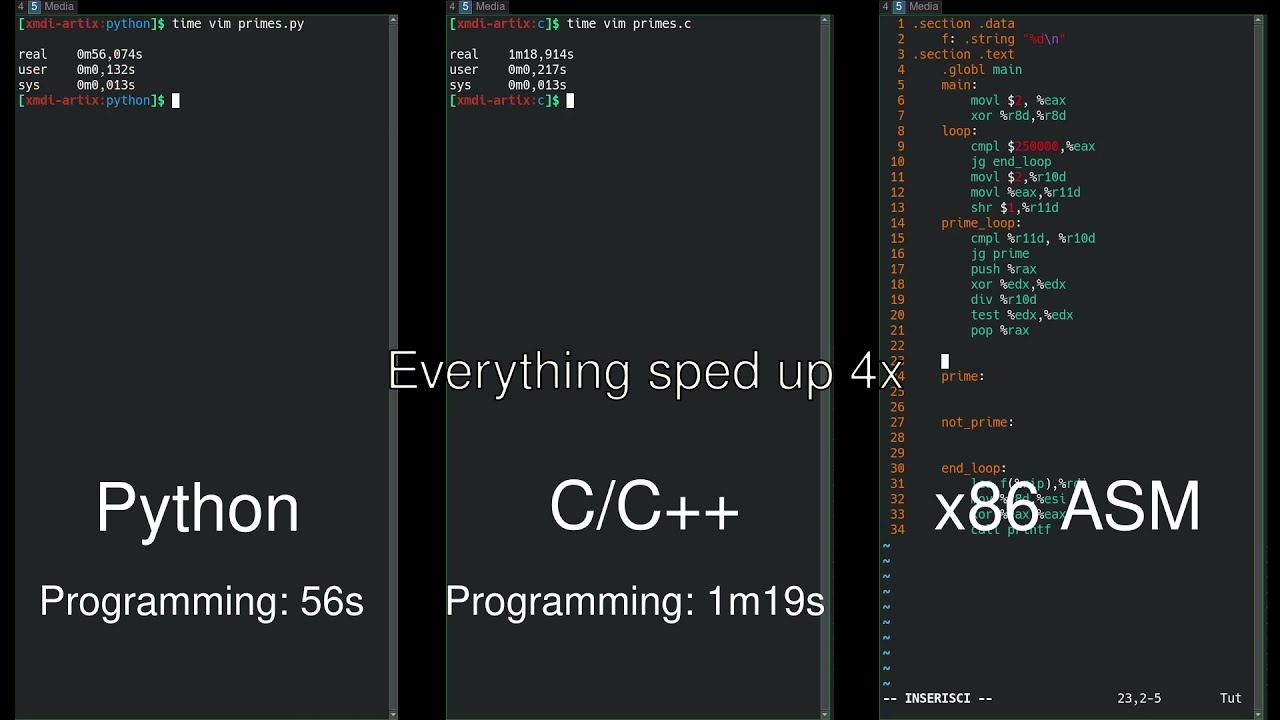 4 5 Media
[xmdi-artix:python]$ time vim primes.py
real 0m56,074s
user 0m0,132s
sys 0m0,013s
[xmdi-artix:python]$
4 5 Media
[xmdi-artix:c]$ time vim primes.c
real 1m18,914s
user 0m0,217s
sys 0m0,013s
[xmdi-artix:c]$
4 5 Media
1 .section .data
2 f: .string "%d\n"
3 .section .text
4 .globl main
5 main:
6 movl $2, %eax
7 xor %r8d,%r8d
8 loop:
9 cmpl $250000,%eax
10 jg end_loop
11 movl $2,%r10d
12 movl %eax,%r11d
13 shr $1,%r11d
14 prime_loop:
15 cmpl %r11d, %r10d
16 jg prime
17 push %rax
18 xor %edx,%edx
19 div %r10d
20 test %edx,%edx
21 pop %rax
22
23
24 prime:
25
26
27 not_prime:
28
29
30 end_loop:
31
32
33
34 call printf
~
~
~
~
~
~
~
~
~
~
-- INSERISCI -- 23,2-5 Tut
Everything sped up 4x
Python
Programming: 56s
C/C++
Programming: 1m19s
x86 ASM